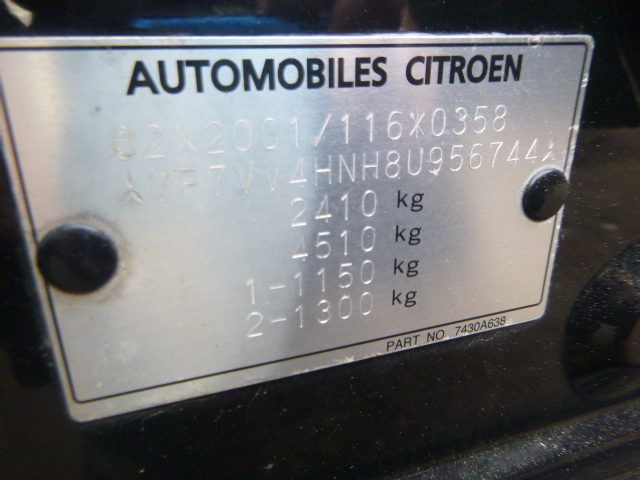 AUTOMOBILES CITROEN
e2*2001/116*0358
*VF7VV4HNH8U956744*
2410 kg
4510 kg
1-1150 kg
2-1300 kg
PART NO. 7430A638